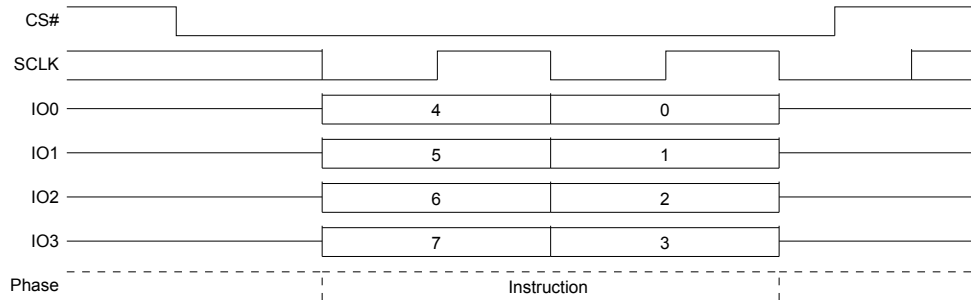 CS#
SCLK
IO0 4 0
IO1 5 1
IO2 6 2
IO3 7 3
Phase Instruction